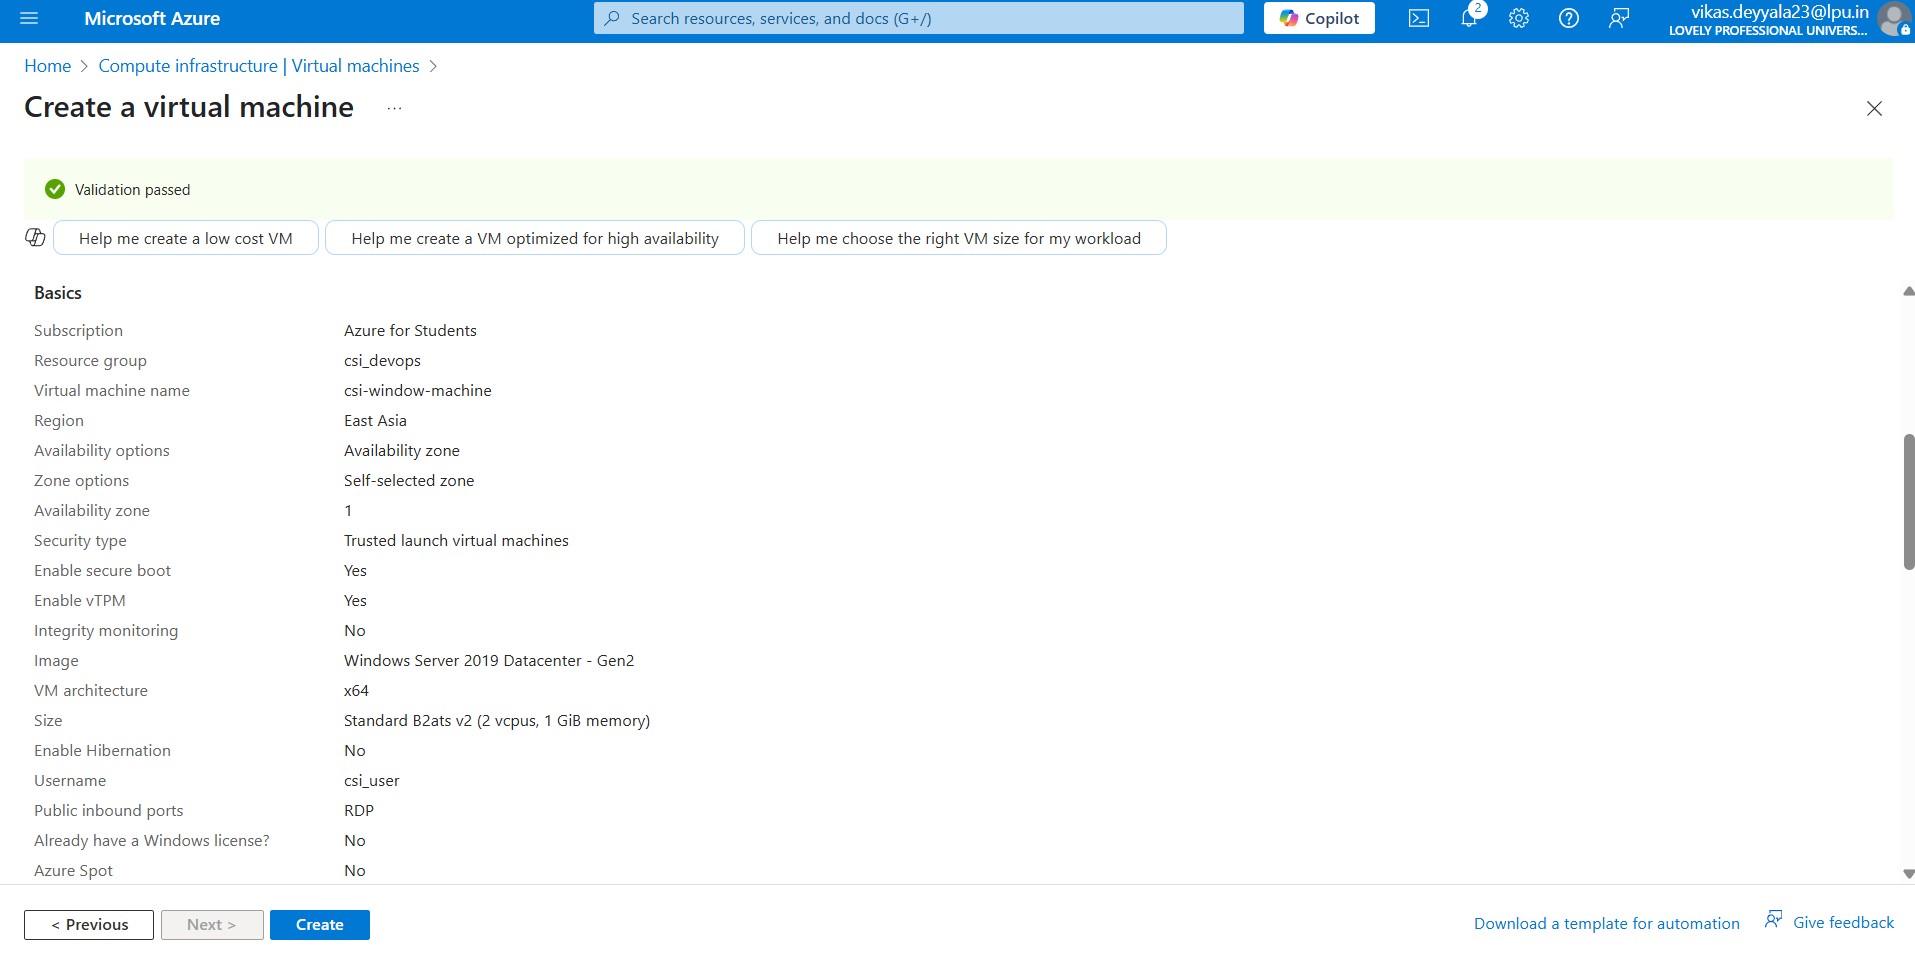 Microsoft Azure
Search resources, services, and docs (G+/)
Copilot
2
vikas.deyyala23@lpu.in
LOVELY PROFESSIONAL UNIVERS...
Home > Compute infrastructure | Virtual machines >
Create a virtual machine ...
Validation passed
Help me create a low cost VM
Help me create a VM optimized for high availability
Help me choose the right VM size for my workload
Basics
Subscription Azure for Students
Resource group csi_devops
Virtual machine name csi-window-machine
Region East Asia
Availability options Availability zone
Zone options Self-selected zone
Availability zone 1
Security type Trusted launch virtual machines
Enable secure boot Yes
Enable vTPM Yes
Integrity monitoring No
Image Windows Server 2019 Datacenter - Gen2
VM architecture x64
Size Standard B2ats v2 (2 vcpus, 1 GiB memory)
Enable Hibernation No
Username csi_user
Public inbound ports RDP
Already have a Windows license? No
Azure Spot No
< Previous
Next >
Create
Download a template for automation
Give feedback